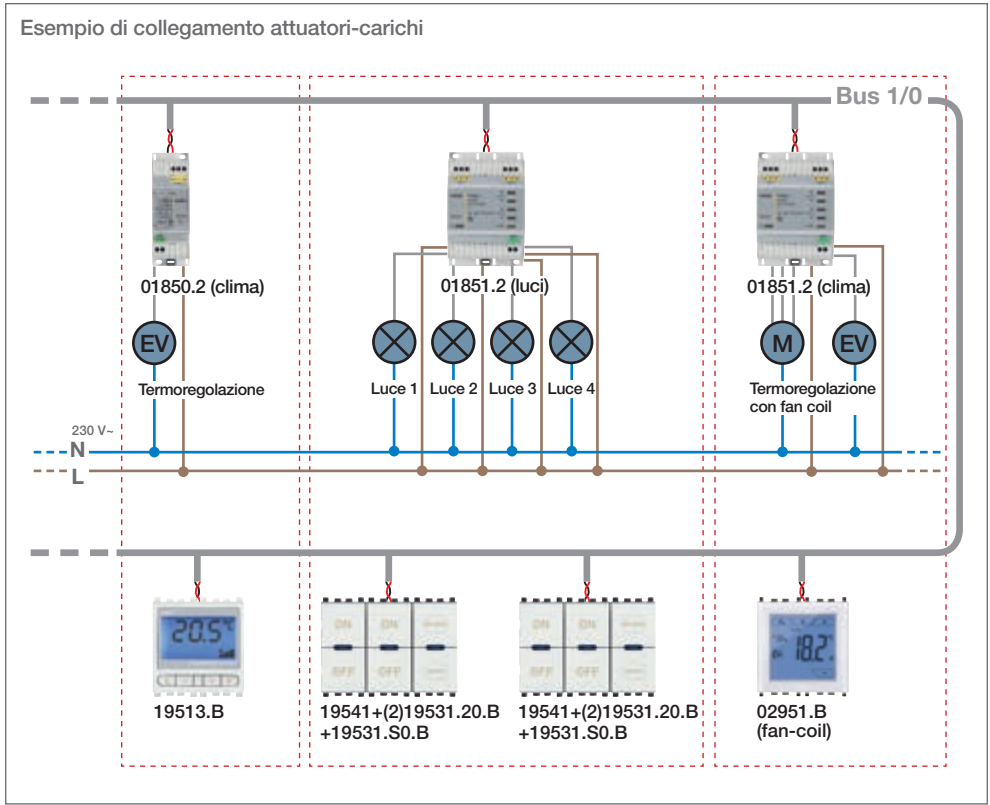 Esempio di collegamento attuatori-carichi
Bus 1/0
01850.2 (clima)
01851.2 (luci)
01851.2 (clima)
EV
M
EV
Termoregolazione
Luce 1
Luce 2
Luce 3
Luce 4
Termoregolazione
con fan coil
230 V~
N
L
20.5°C
ON
ON
OFF
OFF
ON
ON
OFF
OFF
18.2°
19513.B
19541+(2)19531.20.B
+19531.S0.B
19541+(2)19531.20.B
+19531.S0.B
02951.B
(fan-coil)